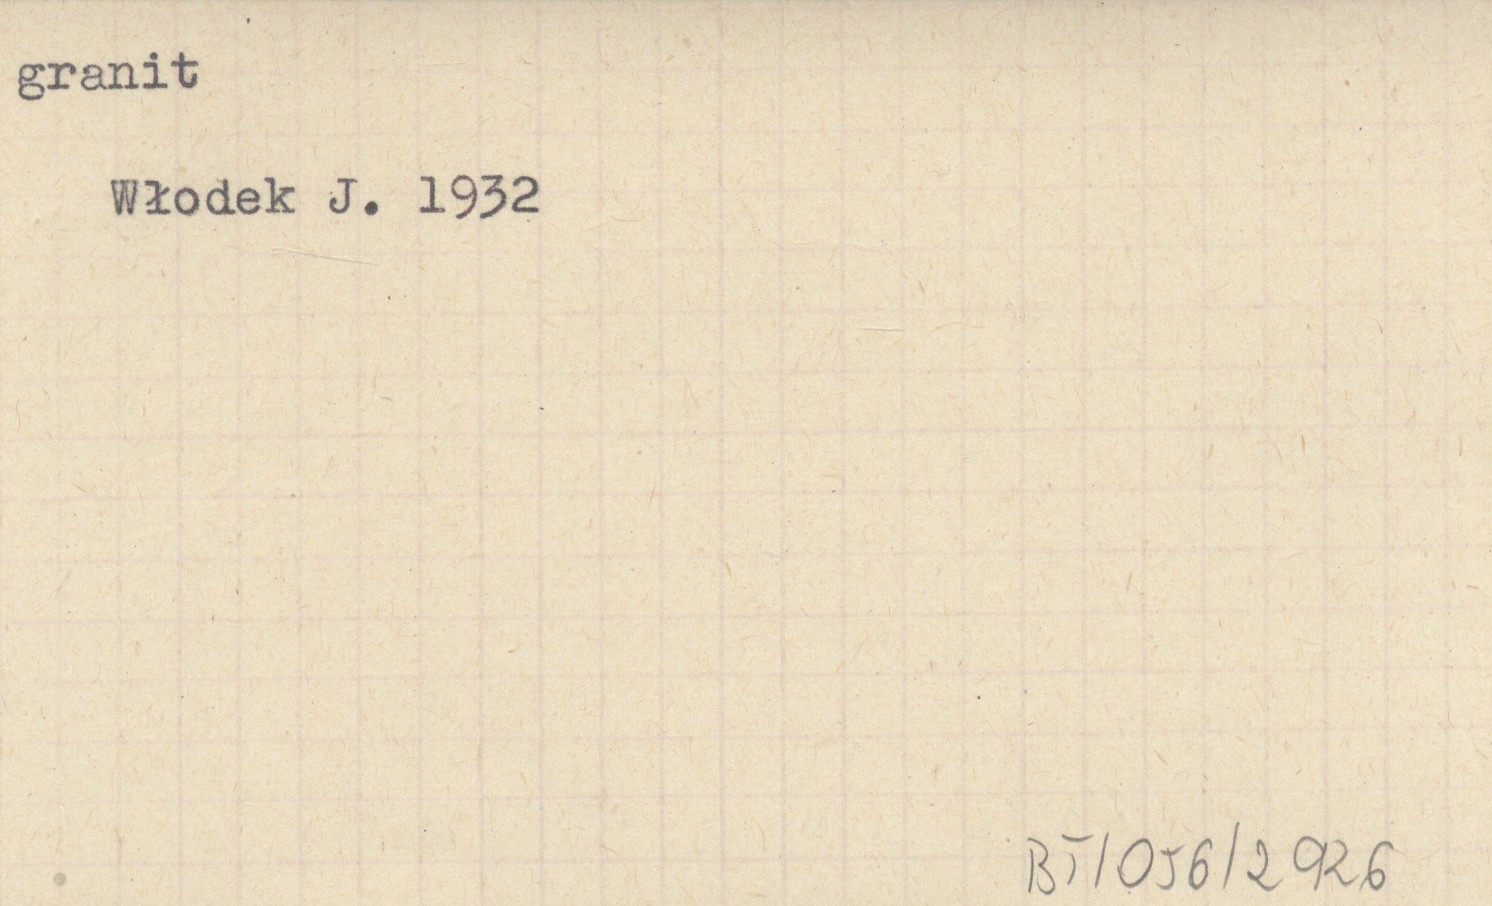 granit
Włodek J. 1932
BT/056/2926